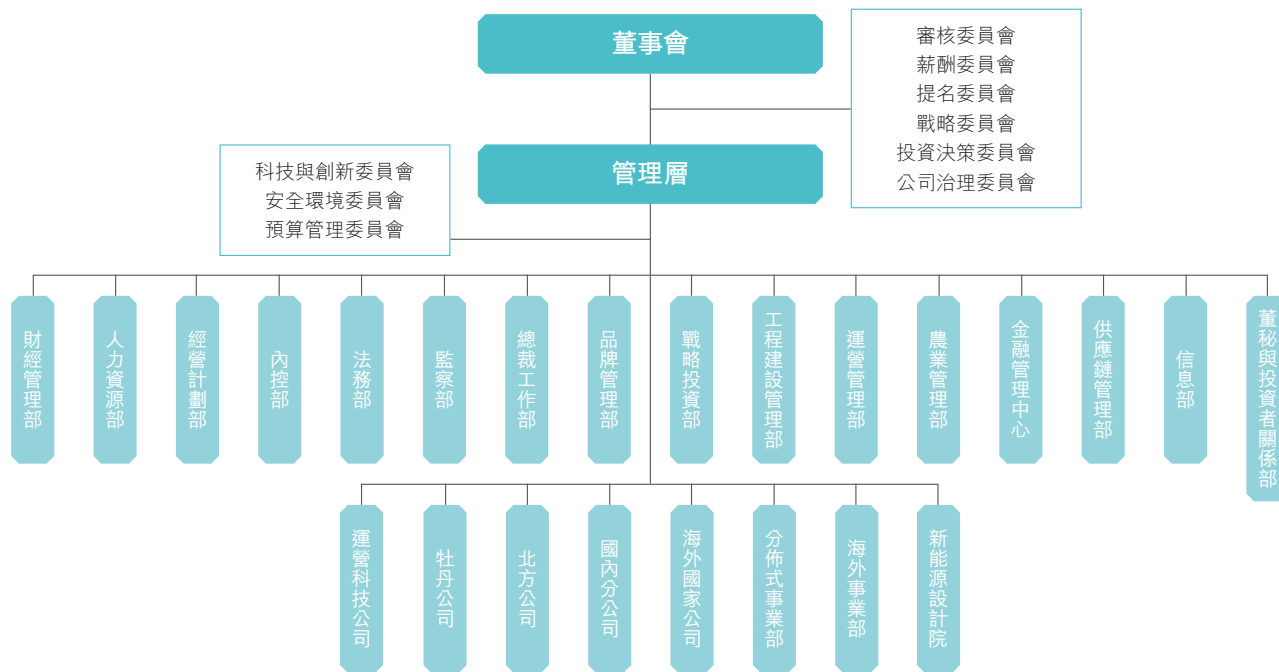 董事會
審核委員會
薪酬委員會
提名委員會
戰略委員會
投資決策委員會
公司治理委員會
管理層
科技與創新委員會
安全環境委員會
預算管理委員會
財經管理部
人力資源部
經營計劃部
內控部
法務部
監察部
總裁工作部
品牌管理部
戰略投資部
工程建設管理部
運營管理部
農業管理部
金融管理中心
供應鏈管理部
信息部
董秘與投資者關係部
運營科技公司
牡丹公司
北方公司
國內分公司
海外國家公司
分佈式事業部
海外事業部
新能源設計院